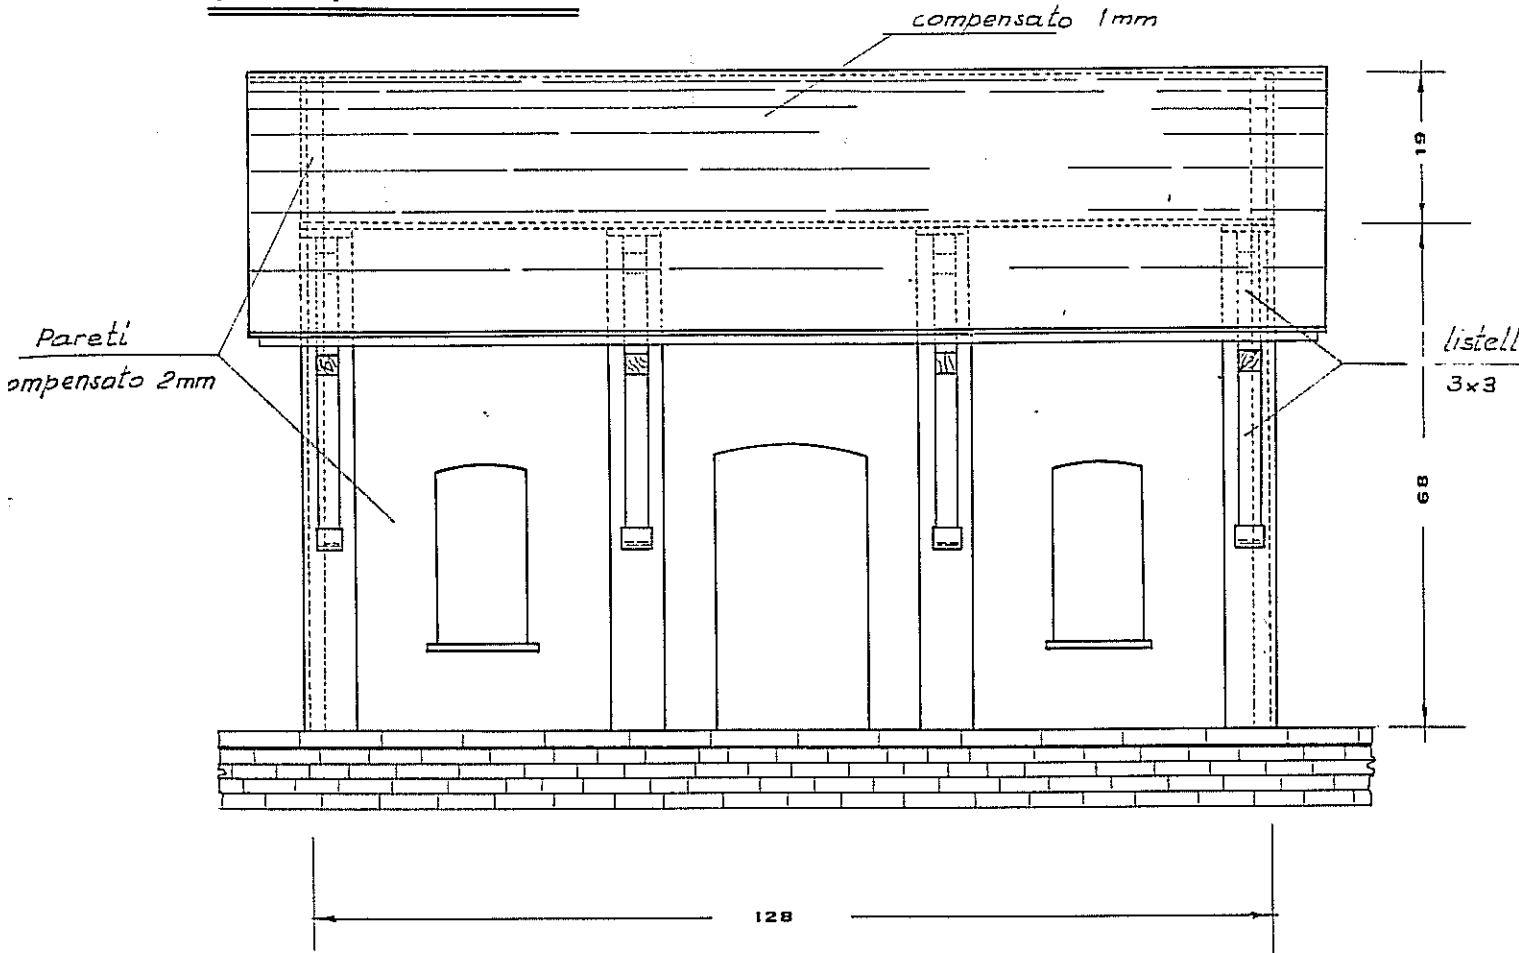 compensato 1mm
19
Pareti
ompensato 2mm
listell
3x3
68
128